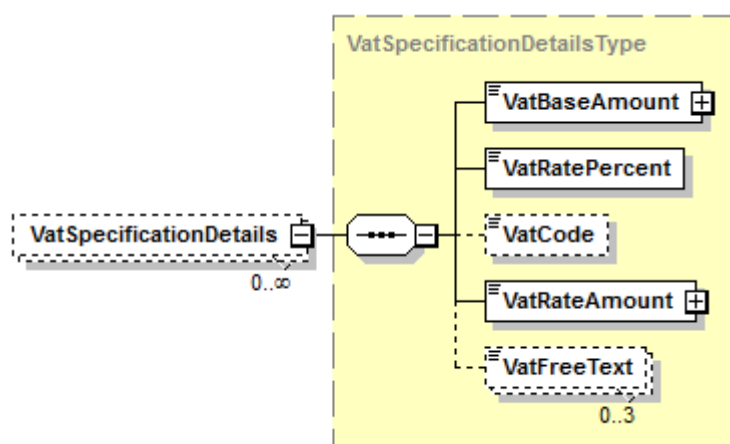 VatSpecificationDetailsType
VatBaseAmount
VatRatePercent
VatSpecificationDetails
0..∞
VatCode
VatRateAmount
VatFreeText
0..3